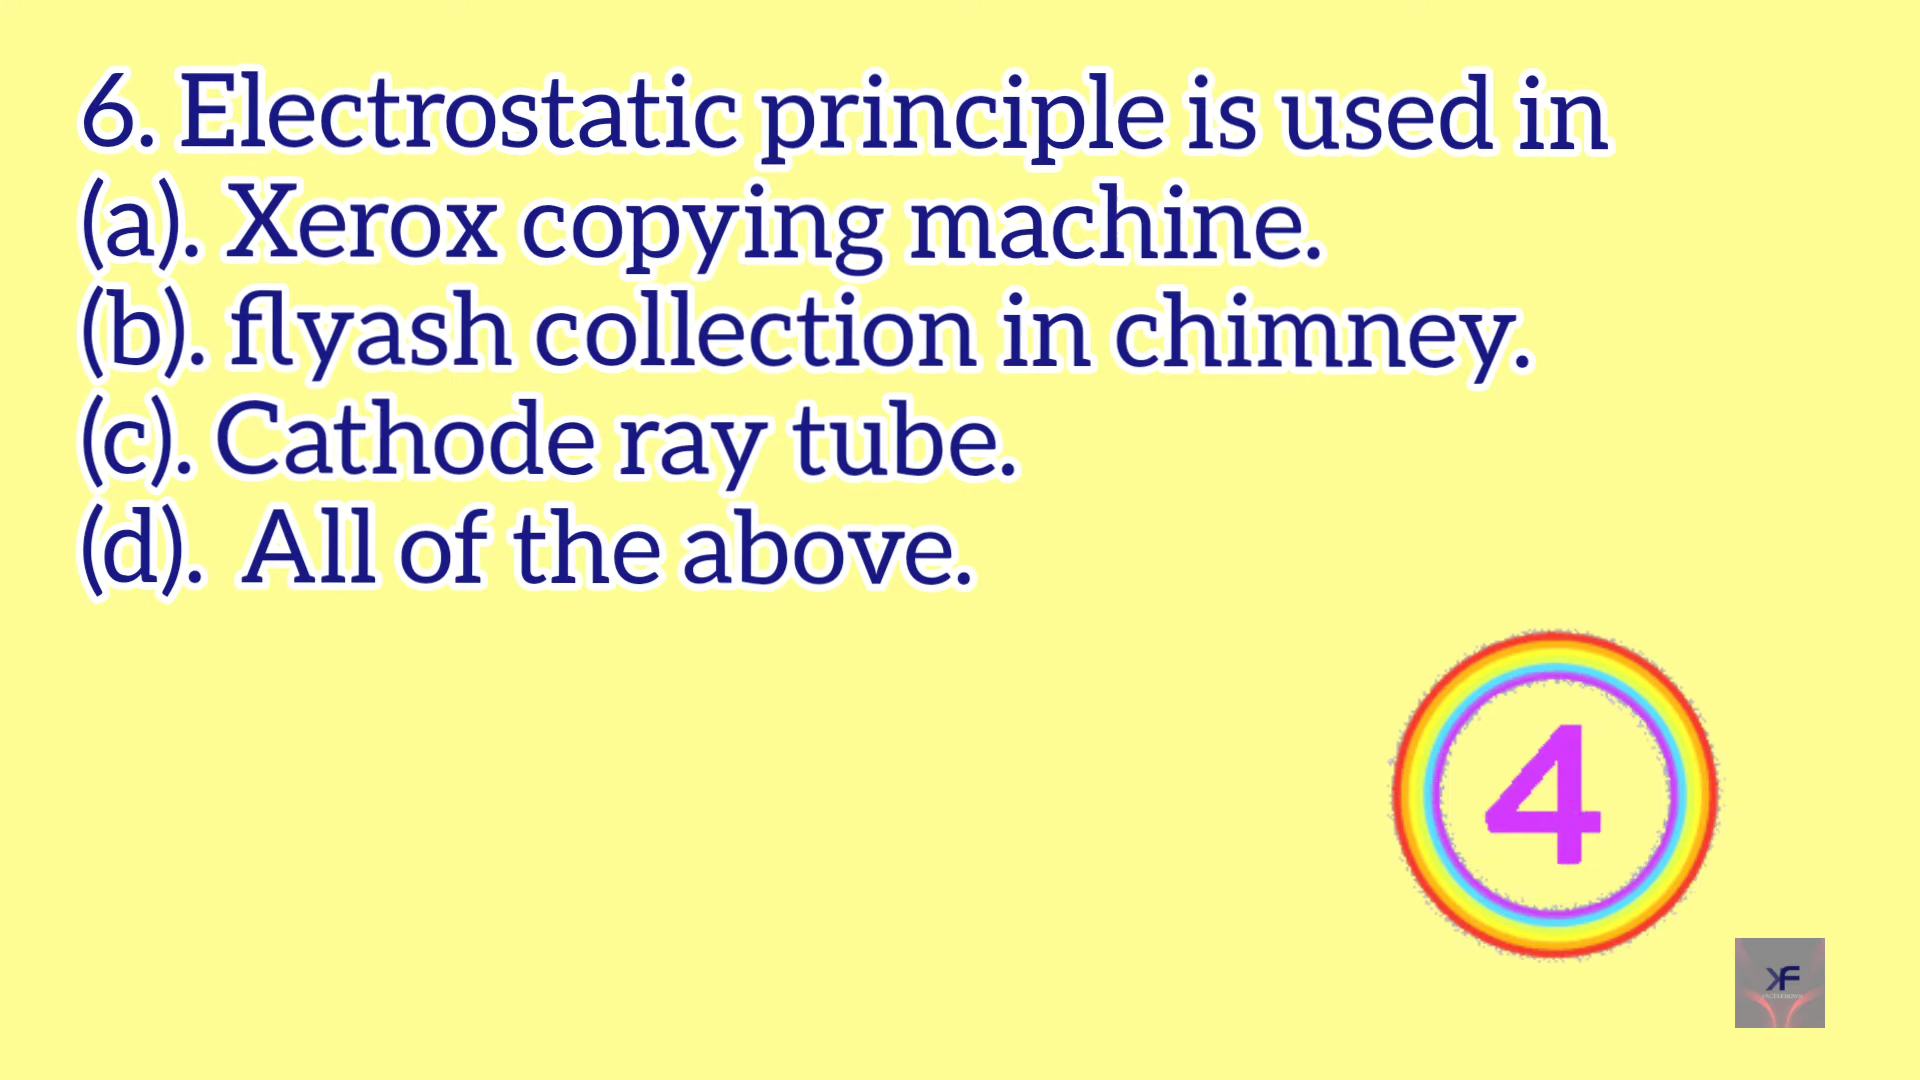 6. Electrostatic principle is used in
(a). Xerox copying machine.
(b). flyash collection in chimney.
(c). Cathode ray tube.
(d). All of the above.
4